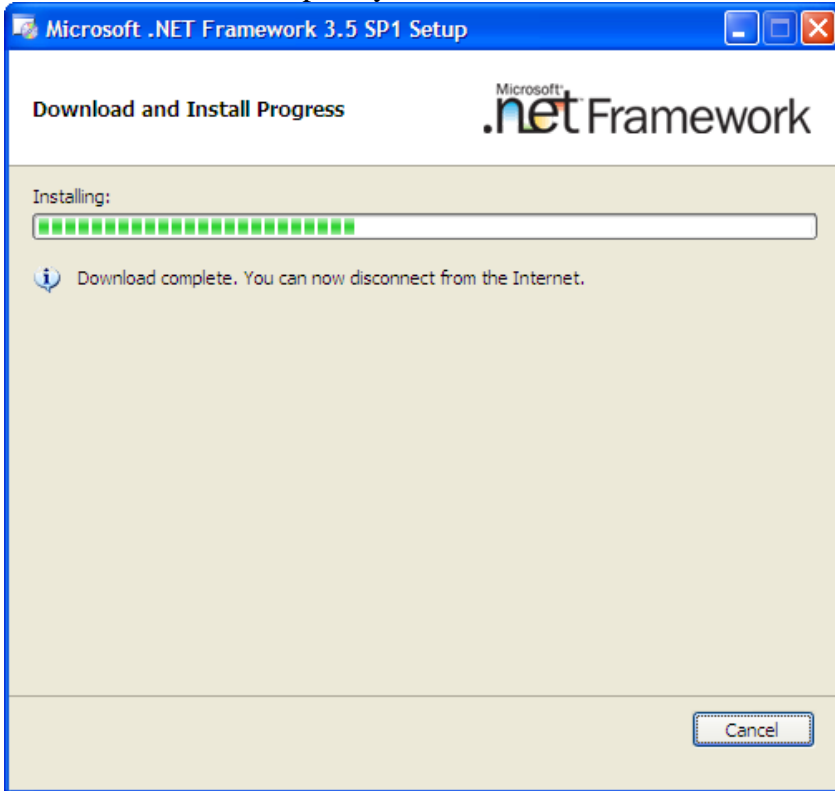 Microsoft .NET Framework 3.5 SP1 Setup
Download and Install Progress
Microsoft
.net Framework
Installing:
Download complete. You can now disconnect from the Internet.
Cancel